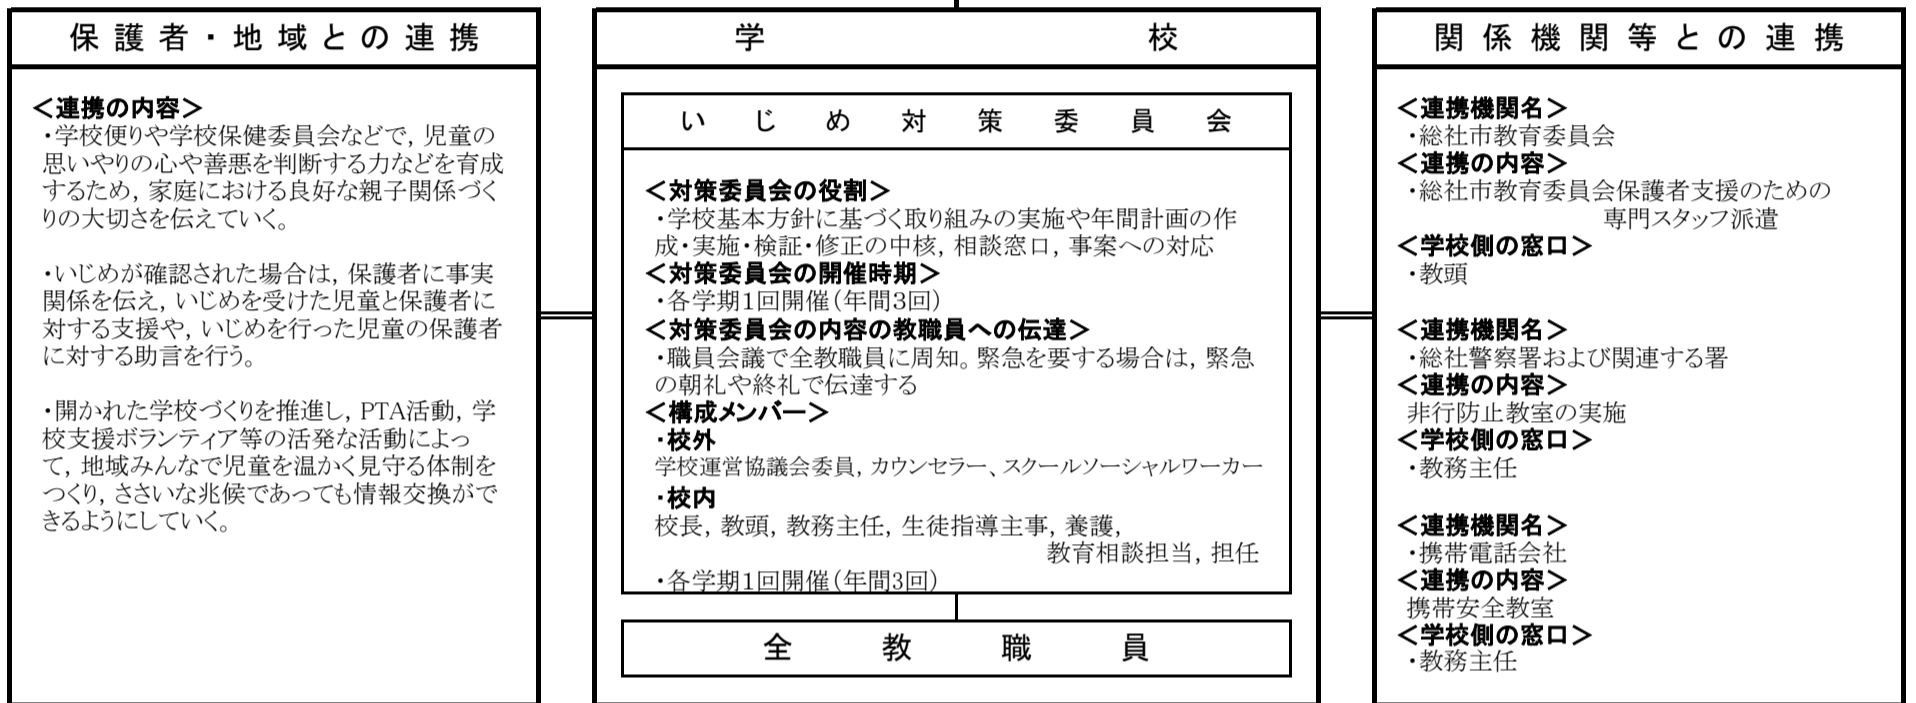 保護者・地域との連携
＜連携の内容＞
・学校便りや学校保健委員会などで，児童の
思いやりの心や善悪を判断する力などを育成
するため，家庭における良好な親子関係づく
りの大切さを伝えていく。
・いじめが確認された場合は，保護者に事実
関係を伝え，いじめを受けた児童と保護者に
対する支援や，いじめを行った児童の保護者
に対する助言を行う。
・開かれた学校づくりを推進し，PTA活動，学
校支援ボランティア等の活発な活動によっ
て，地域みんなで児童を温かく見守る体制を
つくり，ささいな兆候であっても情報交換がで
きるようにしていく。
学校
いじめ対策委員会
＜対策委員会の役割＞
・学校基本方針に基づく取り組みの実施や年間計画の作
成・実施・検証・修正の中核，相談窓口，事案への対応
＜対策委員会の開催時期＞
・各学期1回開催（年間3回）
＜対策委員会の内容の教職員への伝達＞
・職員会議で全教職員に周知。緊急を要する場合は，緊急
の朝礼や終礼で伝達する
＜構成メンバー＞
・校外
学校運営協議会委員，カウンセラー、スクールソーシャルワーカー
・校内
校長，教頭，教務主任，生徒指導主事，養護，
教育相談担当，担任
・各学期1回開催（年間3回）
全教職員
関係機関等との連携
＜連携機関名＞
・総社市教育委員会
＜連携の内容＞
・総社市教育委員会保護者支援のための
専門スタッフ派遣
＜学校側の窓口＞
・教頭
＜連携機関名＞
・総社警察署および関連する署
＜連携の内容＞
非行防止教室の実施
＜学校側の窓口＞
・教務主任
＜連携機関名＞
・携帯電話会社
＜連携の内容＞
携帯安全教室
＜学校側の窓口＞
・教務主任